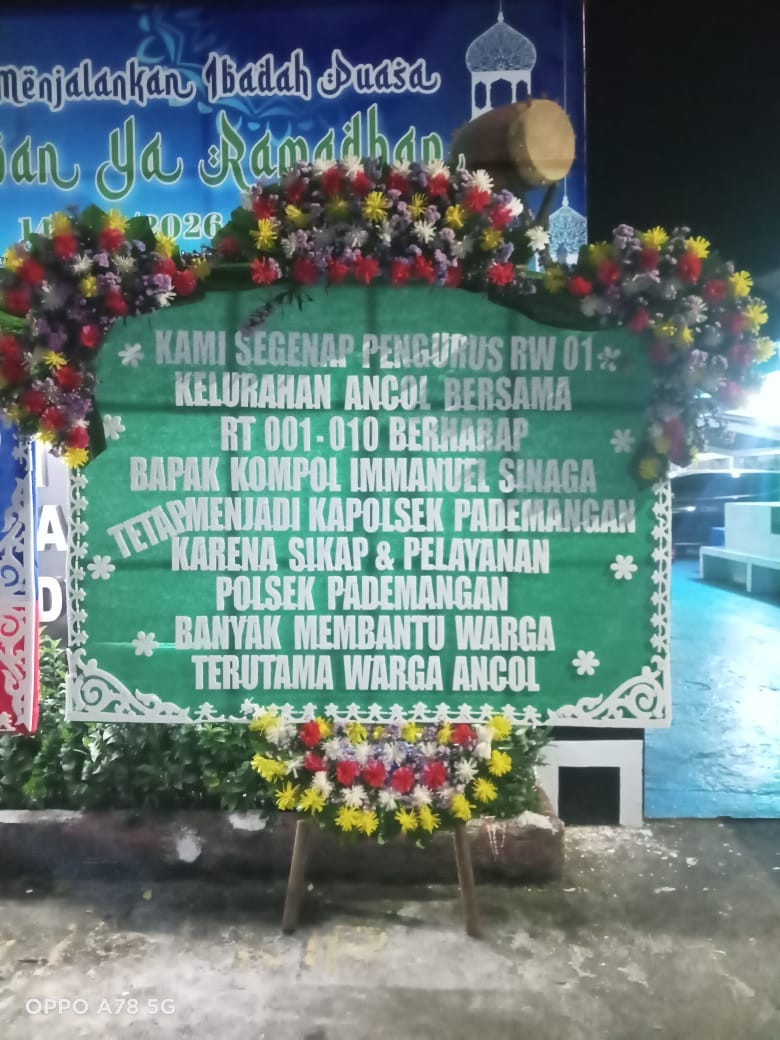 Menjalankan Ibadah Puasa
Ya Ramadhan
/2026
KAMI SEGENAP PENGURUS RW 01
KELURAHAN ANCOL BERSAMA
RT 001-010 BERHARAP
BAPAK KOMPOL IMMANUEL SINAGA
TETAP MENJADI KAPOLSEK PADEMANGAN
KARENA SIKAP & PELAYANAN
POLSEK PADEMANGAN
BANYAK MEMBANTU WARGA
TERUTAMA WARGA ANCOL
A
D
OPPO A78 5G